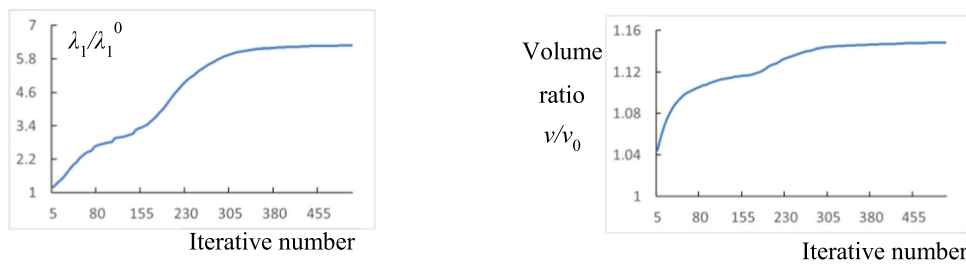 7
λ₁/λ₁⁰
5.8
4.6
3.4
2.2
1
5 80 155 230 305 380 455
Iterative number
Volume
ratio
v/v₀
1.16
1.12
1.08
1.04
1
5 80 155 230 305 380 455
Iterative number